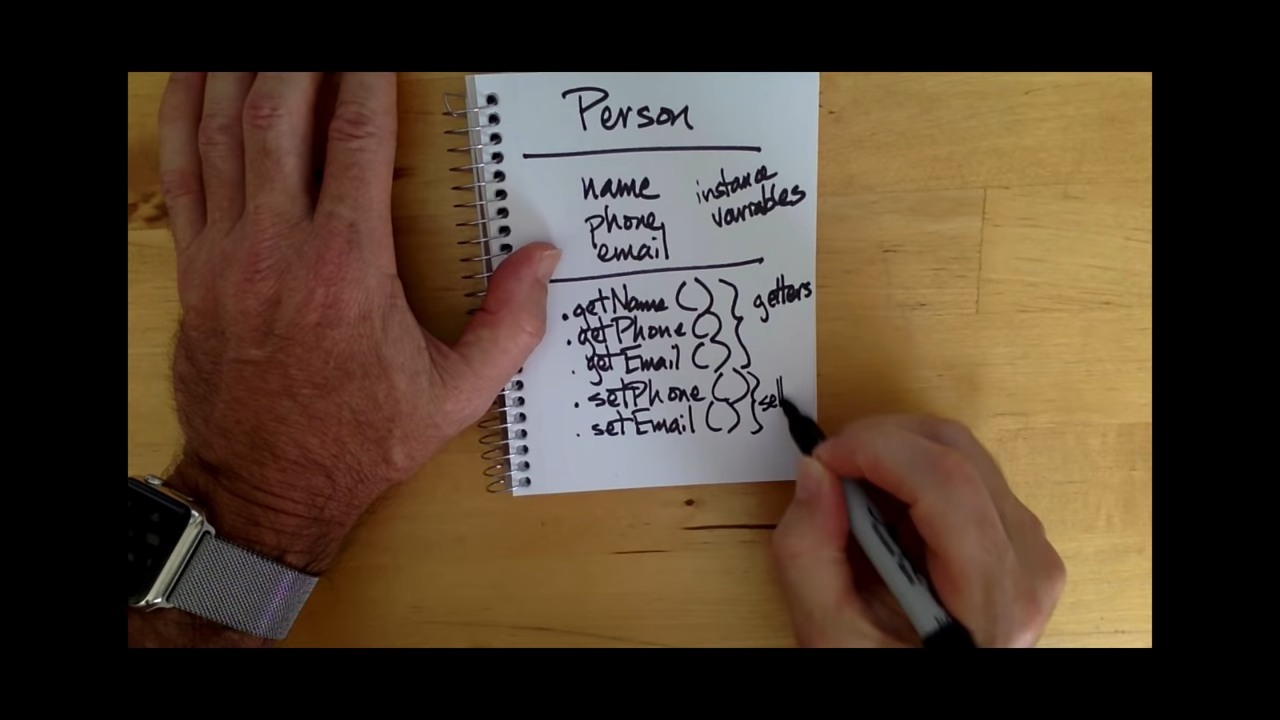 Person
name instance
phone variables
email
.getName () getters
.getPhone ()
.getEmail ()
.setPhone ()
.setEmail ()